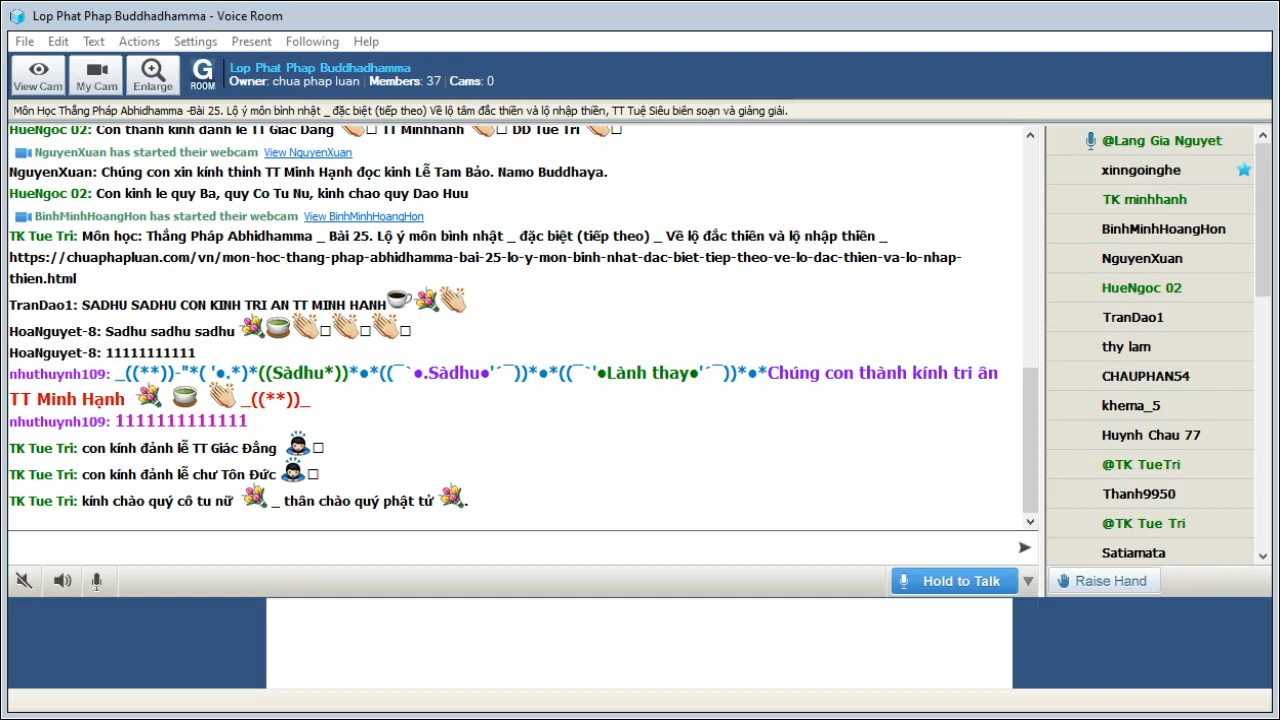 Lop Phat Phap Buddhadhamma - Voice Room
File Edit Text Actions Settings Present Following Help
View Cam My Cam Enlarge G ROOM
Lop Phat Phap Buddhadhamma
Owner: chua phap luan Members: 37 Cams: 0
Môn Học Thắng Pháp Abhidhamma -Bài 25. Lộ ý môn bình nhật _ đặc biệt (tiếp theo) Về lộ tâm đắc thiền và lộ nhập thiền, TT Tuệ Siêu biên soạn và giảng giải.
HueNgoc 02: Con thanh kinh danh le TT Giac Dang TT Minhhanh DD Tue Tri
NguyenXuan has started their webcam View NguyenXuan
NguyenXuan: Chúng con xin kính thỉnh TT Minh Hạnh đọc kinh Lễ Tam Bảo. Namo Buddhaya.
HueNgoc 02: Con kinh le quy Ba, quy Co Tu Nu, kinh chao quy Dao Huu
BinhMinhHoangHon has started their webcam View BinhMinhHoangHon
TK Tue Tri: Môn học: Thắng Pháp Abhidhamma _ Bài 25. Lộ ý môn bình nhật _ đặc biệt (tiếp theo) _ Về lộ đắc thiền và lộ nhập thiền _
https://chuaphapluan.com/vn/mon-hoc-thang-phap-abhidhamma-bai-25-lo-y-mon-binh-nhat-dac-biet-tiep-theo-ve-lo-dac-thien-va-lo-nhap-
thien.html
TranDao1: SADHU SADHU CON KINH TRI AN TT MINH HANH
HoaNguyet-8: Sadhu sadhu sadhu
HoaNguyet-8: 11111111111
nhuthuynh109: _((**))-"*( '●.*)*((Sàdhu*))*●*((¯`●.Sàdhu●'´¯))*●*((¯`'●Lành thay●'´¯))*●*Chúng con thành kính tri ân
TT Minh Hạnh _((**))_
nhuthuynh109: 1111111111111
TK Tue Tri: con kính đảnh lễ TT Giác Đẳng
TK Tue Tri: con kính đảnh lễ chư Tôn Đức
TK Tue Tri: kính chào quý cô tu nữ _ thân chào quý phật tử .
Hold to Talk
@Lang Gia Nguyet
xinngoinghe
TK minhhanh
BinhMinhHoangHon
NguyenXuan
HueNgoc 02
TranDao1
thy lam
CHAUPHAN54
khema_5
Huynh Chau 77
@TK TueTri
Thanh9950
@TK Tue Tri
Satiamata
Raise Hand